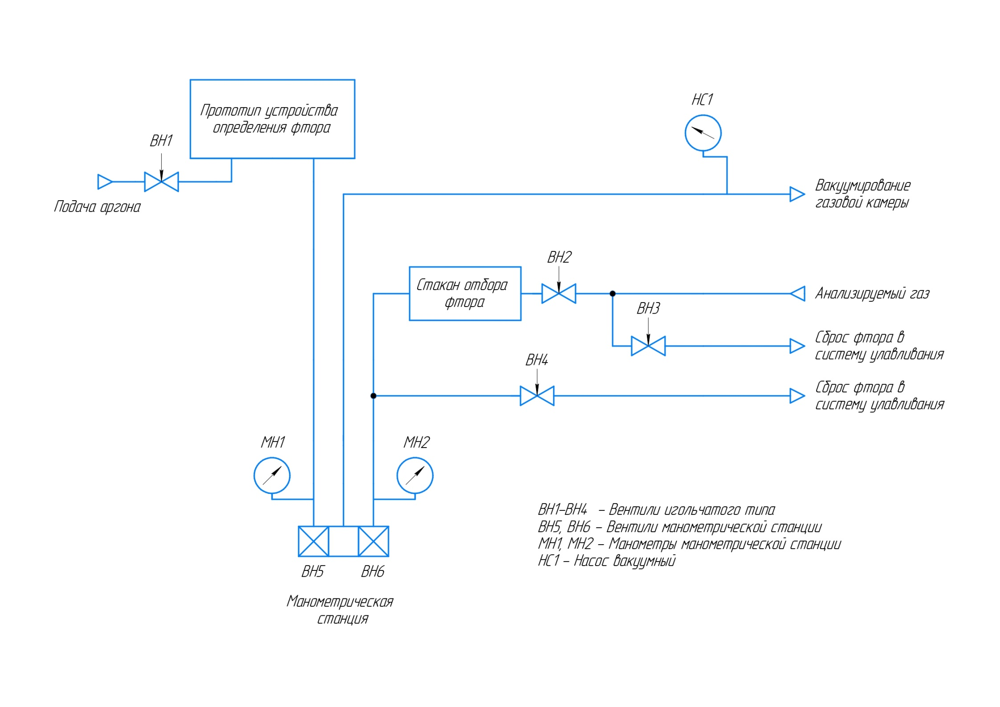 Прототип устройства
определения фтора
ВН1
Подача аргона
НС1
Вакуумирование
газовой камеры
Стакан отбора
фтора
ВН2
Анализируемый газ
ВН3
Сброс фтора в
систему улавливания
ВН4
Сброс фтора в
систему улавливания
МН1
МН2
ВН5
ВН6
Манометрическая
станция
ВН1-ВН4 - Вентили игольчатого типа
ВН5, ВН6 - Вентили манометрической станции
МН1, МН2 - Манометры манометрической станции
НС1 - Насос вакуумный